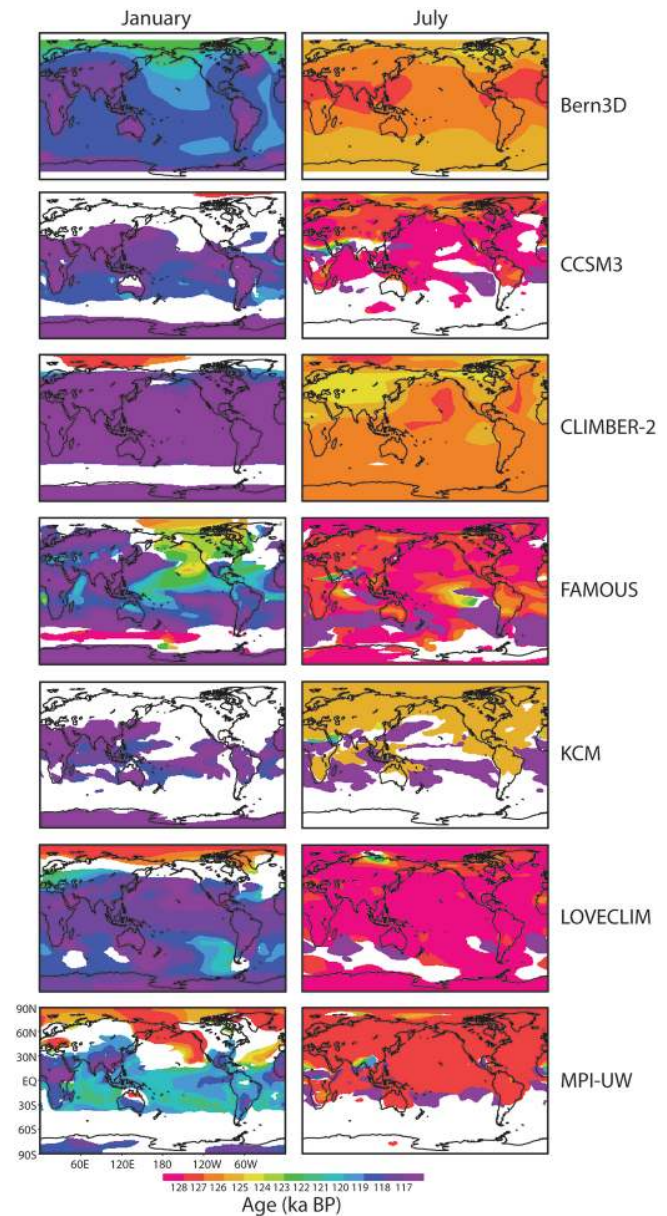 January July
Bern3D
CCSM3
CLIMBER-2
FAMOUS
KCM
LOVECLIM
90N
60N
30N
EQ
30S
60S
90S
MPI-UW
60E 120E 180 120W 60W
128 127 126 125 124 123 122 121 120 119 118 117
Age (ka BP)